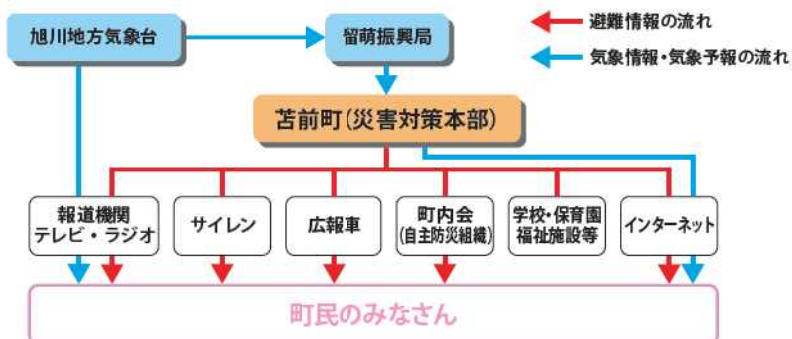 旭川地方気象台
留萌振興局
避難情報の流れ
気象情報・気象予報の流れ
苫前町(災害対策本部)
報道機関
テレビ・ラジオ
サイレン
広報車
町内会
(自主防災組織)
学校・保育園
福祉施設等
インターネット
町民のみなさん